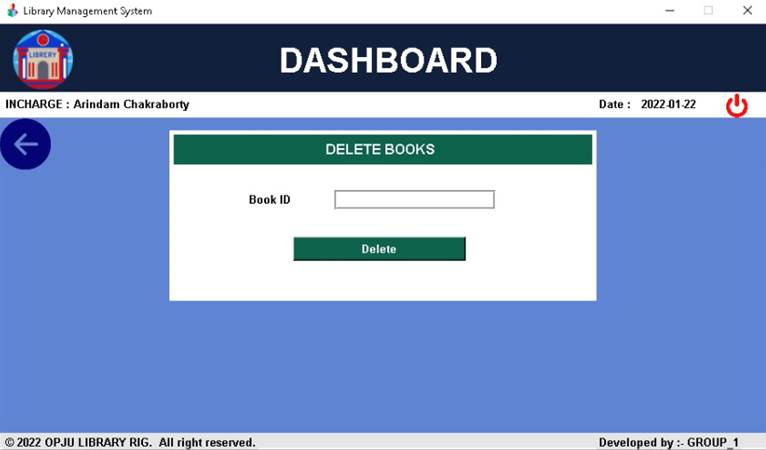 Library Management System
LIBRERY
DASHBOARD
INCHARGE : Arindam Chakraborty
Date : 2022-01-22
DELETE BOOKS
Book ID
Delete
© 2022 OPJU LIBRARY RIG. All right reserved.
Developed by :- GROUP_1